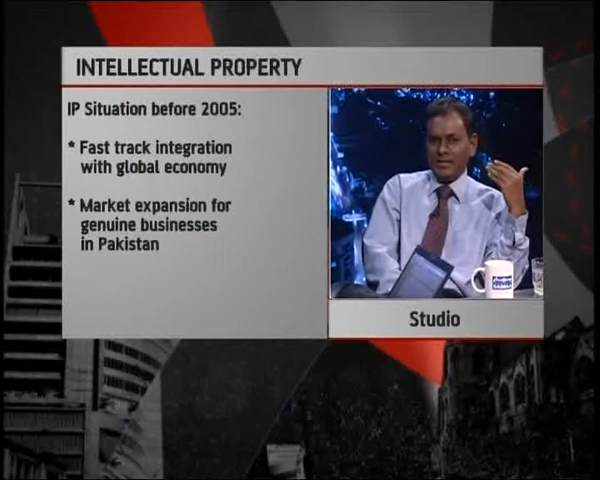 INTELLECTUAL PROPERTY
IP Situation before 2005:
* Fast track integration
with global economy
* Market expansion for
genuine businesses
in Pakistan
Studio